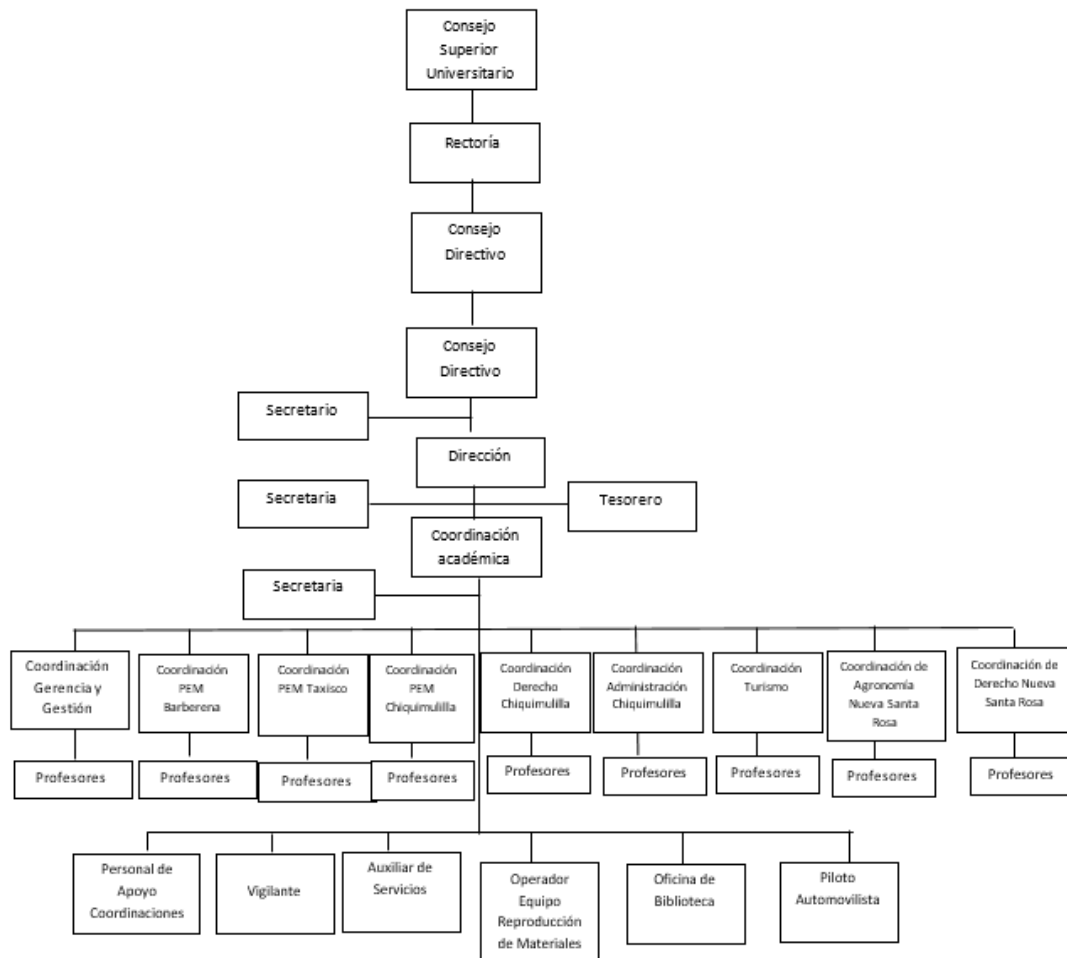 Consejo
Superior
Universitario
Rectoría
Consejo
Directivo
Consejo
Directivo
Secretario
Dirección
Secretaria
Tesorero
Coordinación
académica
Secretaria
Coordinación
Gerencia y
Gestión
Coordinación
PEM
Barberena
Coordinación
PEM Taxisco
Coordinación
PEM
Chiquimulilla
Coordinación
Derecho
Chiquimulilla
Coordinación
Administración
Chiquimulilla
Coordinación
Turismo
Coordinación de
Agronomía
Nueva Santa
Rosa
Coordinación de
Derecho Nueva
Santa Rosa
Profesores
Profesores
Profesores
Profesores
Profesores
Profesores
Profesores
Profesores
Profesores
Personal de
Apoyo
Coordinaciones
Vigilante
Auxiliar de
Servicios
Operador
Equipo
Reproducción
de Materiales
Oficina de
Biblioteca
Piloto
Automovilista